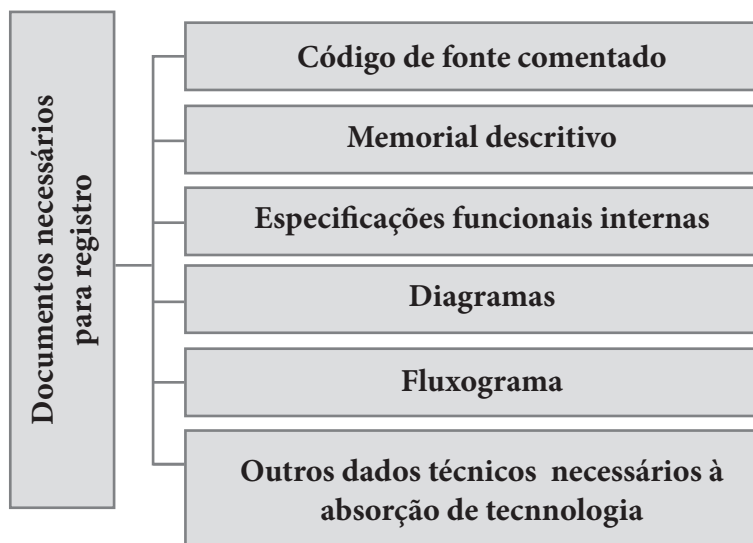 Documentos necessários
para registro
Código de fonte comentado
Memorial descritivo
Especificações funcionais internas
Diagramas
Fluxograma
Outros dados técnicos necessários à
absorção de tecnnologia